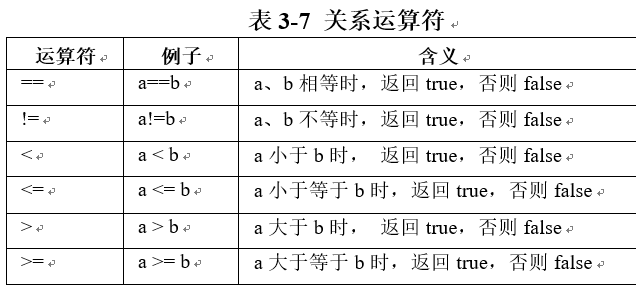 表 3-7 关系运算符
运算符 例子 含义
== a==b a、b 相等时，返回 true，否则 false
!= a!=b a、b 不等时，返回 true，否则 false
< a < b a 小于 b 时， 返回 true，否则 false
<= a <= b a 小于等于 b 时，返回 true，否则 false
> a > b a 大于 b 时， 返回 true，否则 false
>= a >= b a 大于等于 b 时，返回 true，否则 false